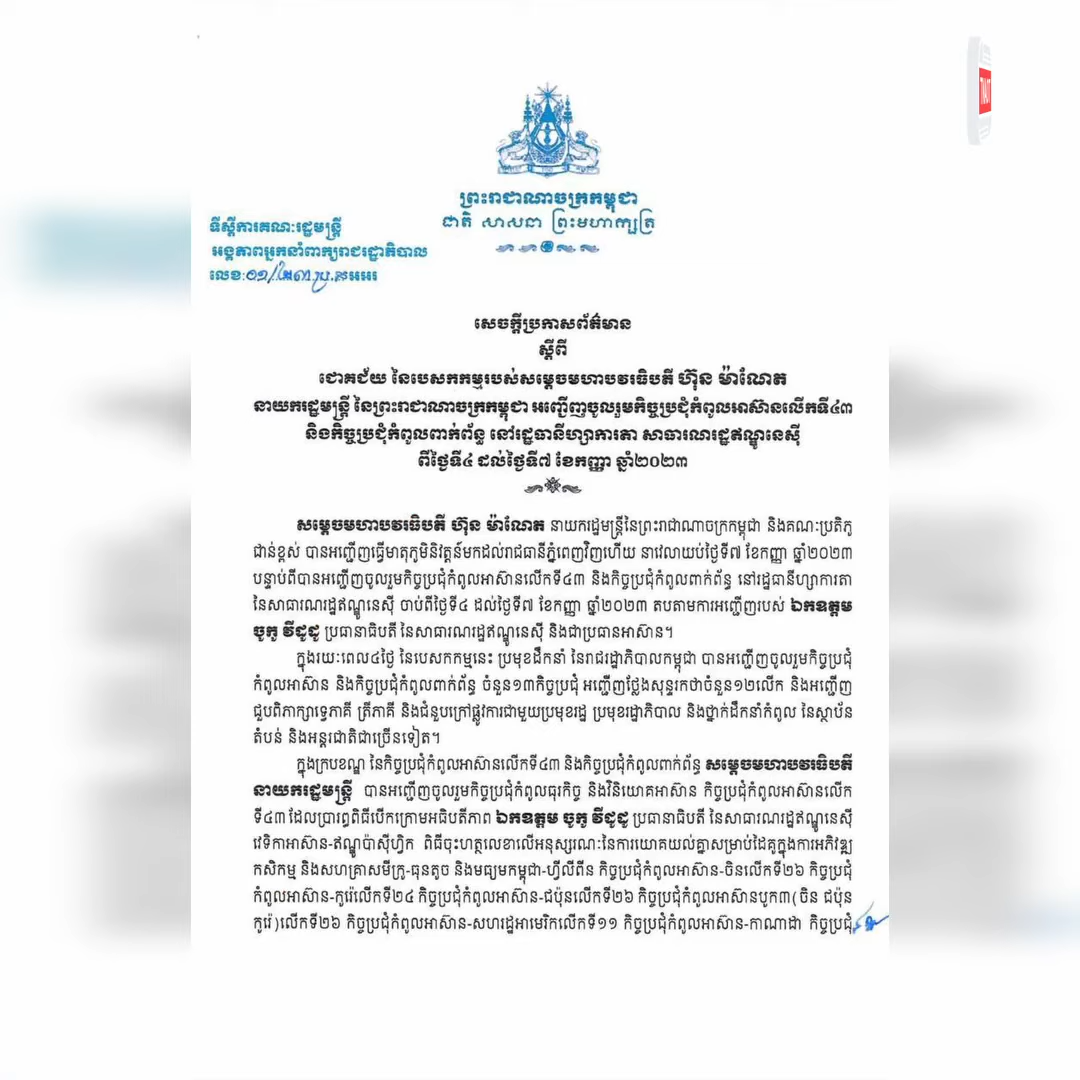 ព្រះរាជាណាចក្រកម្ពុជា
ជាតិ សាសនា ព្រះមហាក្សត្រ
ទីស្តីការគណៈរដ្ឋមន្ត្រី
អង្គភាពអ្នកនាំពាក្យរាជរដ្ឋាភិបាល
លេខ:
សេចក្តីប្រកាសព័ត៌មាន
ស្តីពី
ជោគជ័យ នៃបេសកកម្មរបស់សម្តេចមហាបវរធិបតី ហ៊ុន ម៉ាណែត
នាយករដ្ឋមន្ត្រី នៃព្រះរាជាណាចក្រកម្ពុជា អញ្ជើញចូលរួមកិច្ចប្រជុំកំពូលអាស៊ានលើកទី៤៣
និងកិច្ចប្រជុំកំពូលពាក់ព័ន្ធ នៅរដ្ឋធានីហ្សាការតា សាធារណរដ្ឋឥណ្ឌូនេស៊ី
ពីថ្ងៃទី៤ ដល់ថ្ងៃទី៧ ខែកញ្ញា ឆ្នាំ២០២៣
សម្តេចមហាបវរធិបតី ហ៊ុន ម៉ាណែត នាយករដ្ឋមន្ត្រីនៃព្រះរាជាណាចក្រកម្ពុជា និងគណៈប្រតិភូ
ជាន់ខ្ពស់ បានអញ្ជើញធ្វើមាតុភូមិនិវត្តន៍មកដល់រាជធានីភ្នំពេញវិញហើយ នាវេលាយប់ថ្ងៃទី៧ ខែកញ្ញា ឆ្នាំ២០២៣
បន្ទាប់ពីបានអញ្ជើញចូលរួមកិច្ចប្រជុំកំពូលអាស៊ានលើកទី៤៣ និងកិច្ចប្រជុំកំពូលពាក់ព័ន្ធ នៅរដ្ឋធានីហ្សាការតា
នៃសាធារណរដ្ឋឥណ្ឌូនេស៊ី ចាប់ពីថ្ងៃទី៤ ដល់ថ្ងៃទី៧ ខែកញ្ញា ឆ្នាំ២០២៣ តបតាមការអញ្ជើញរបស់ ឯកឧត្តម
ចូកូ វីដូដូ ប្រធានាធិបតី នៃសាធារណរដ្ឋឥណ្ឌូនេស៊ី និងជាប្រធានអាស៊ាន។
ក្នុងរយៈពេល៤ថ្ងៃ នៃបេសកកម្មនេះ ប្រមុខដឹកនាំ នៃរាជរដ្ឋាភិបាលកម្ពុជា បានអញ្ជើញចូលរួមកិច្ចប្រជុំ
កំពូលអាស៊ាន និងកិច្ចប្រជុំកំពូលពាក់ព័ន្ធ ចំនួន១៣កិច្ចប្រជុំ អញ្ជើញថ្លែងសុន្ទរកថាចំនួន១២លើក និងអញ្ជើញ
ជួបពិភាក្សាទ្វេភាគី ត្រីភាគី និងជំនួបក្រៅផ្លូវការជាមួយប្រមុខរដ្ឋ ប្រមុខរដ្ឋាភិបាល និងថ្នាក់ដឹកនាំកំពូល នៃស្ថាប័ន
តំបន់ និងអន្តរជាតិជាច្រើនទៀត។
ក្នុងក្របខណ្ឌ នៃកិច្ចប្រជុំកំពូលអាស៊ានលើកទី៤៣ និងកិច្ចប្រជុំកំពូលពាក់ព័ន្ធ សម្តេចមហាបវរធិបតី
នាយករដ្ឋមន្ត្រី បានអញ្ជើញចូលរួមកិច្ចប្រជុំកំពូលធុរកិច្ច និងវិនិយោគអាស៊ាន កិច្ចប្រជុំកំពូលអាស៊ានលើក
ទី៤៣ ដែលប្រារព្ធពិធីបើកក្រោមអធិបតីភាព ឯកឧត្តម ចូកូ វីដូដូ ប្រធានាធិបតី នៃសាធារណរដ្ឋឥណ្ឌូនេស៊ី
វេទិកាអាស៊ាន-ឥណ្ឌូប៉ាស៊ីហ្វិក ពិធីចុះហត្ថលេខាលើអនុស្សរណៈនៃការយោគយល់គ្នាសម្រាប់ដៃគូក្នុងការអភិវឌ្ឍ
កសិកម្ម និងសហគ្រាសមីក្រូ-ធុនតូច និងមធ្យមកម្ពុជា-ហ្វីលីពីន កិច្ចប្រជុំកំពូលអាស៊ាន-ចិនលើកទី២៦ កិច្ចប្រជុំ
កំពូលអាស៊ាន-កូរ៉េលើកទី២៤ កិច្ចប្រជុំកំពូលអាស៊ាន-ជប៉ុនលើកទី២៦ កិច្ចប្រជុំកំពូលអាស៊ានបូក៣(ចិន ជប៉ុន
កូរ៉េ)លើកទី២៦ កិច្ចប្រជុំកំពូលអាស៊ាន-សហរដ្ឋអាមេរិកលើកទី១១ កិច្ចប្រជុំកំពូលអាស៊ាន-កាណាដា កិច្ចប្រជុំ